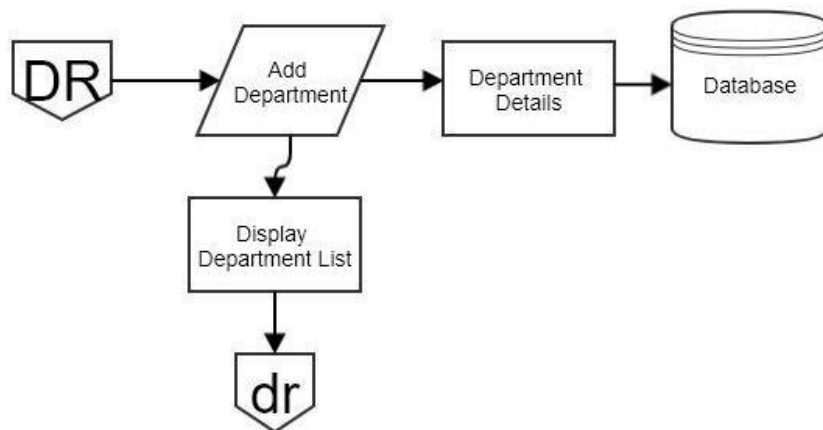 DR
Add
Department
Department
Details
Database
Display
Department List
dr